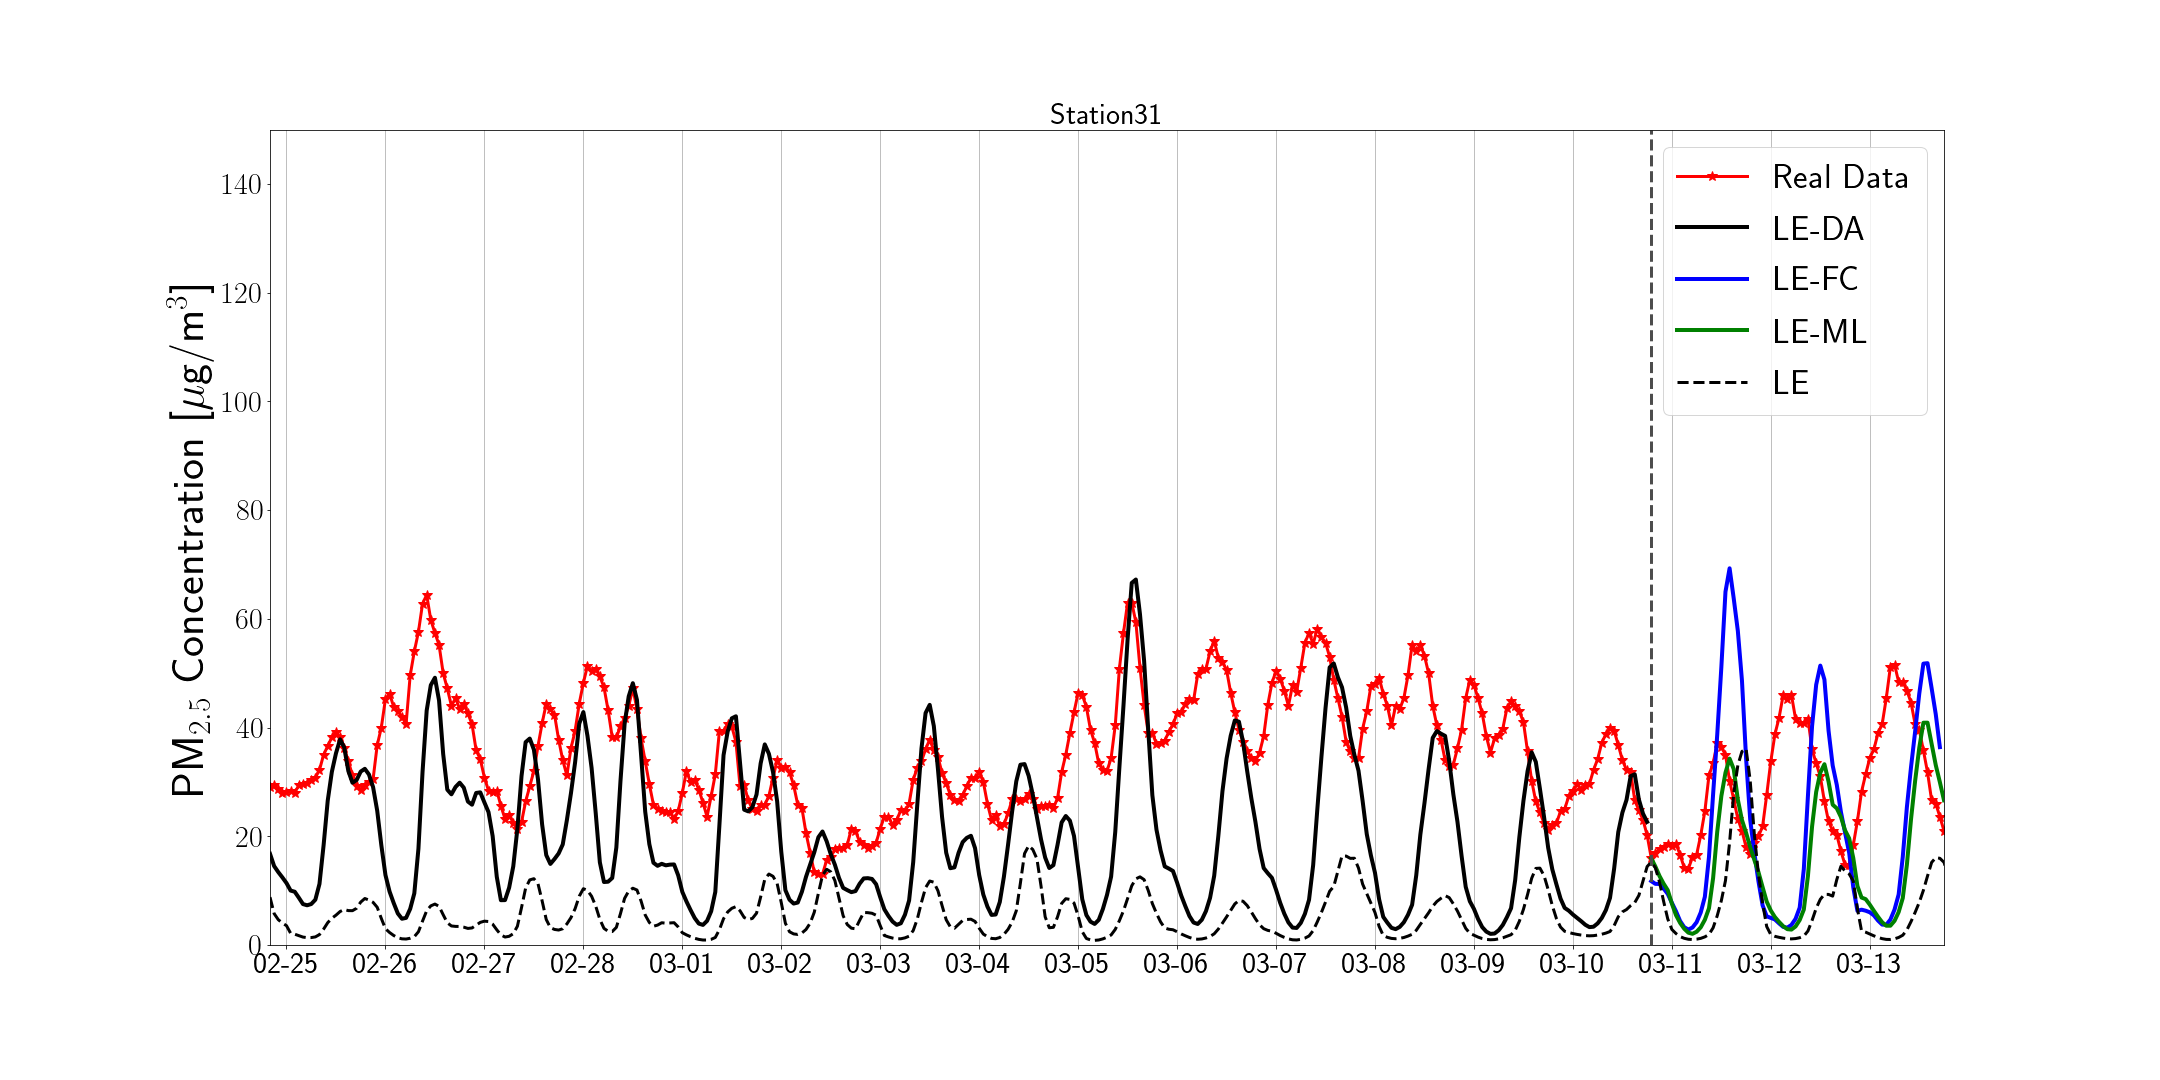 Station31
PM2.5 Concentration [μg/m³]
140
120
100
80
60
40
20
0
02-25 02-26 02-27 02-28 03-01 03-02 03-03 03-04 03-05 03-06 03-07 03-08 03-09 03-10 03-11 03-12 03-13
Real Data
LE-DA
LE-FC
LE-ML
LE